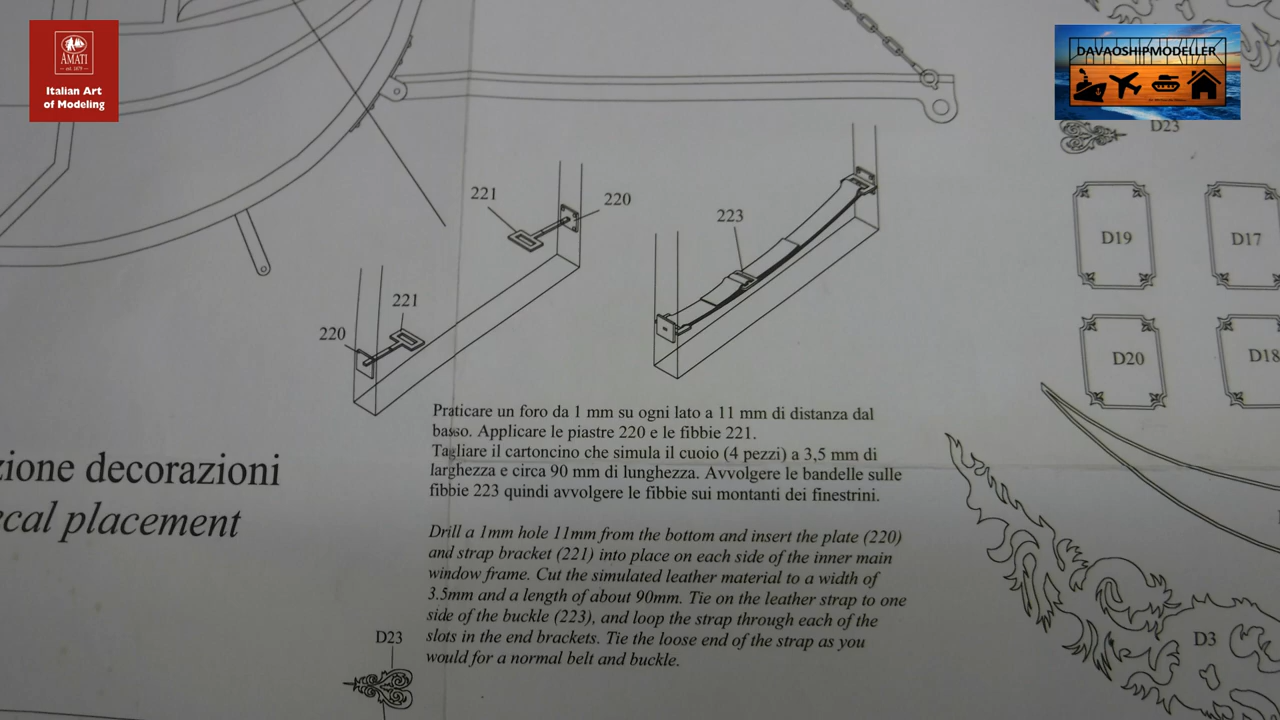 AMATI
est. 1879
Italian Art
of Modeling
DAVAOSHIPMODELLER
D23
221
220
223
D19
D17
221
220
D20
D18
Praticare un foro da 1 mm su ogni lato a 11 mm di distanza dal
basso. Applicare le piastre 220 e le fibbie 221.
Tagliare il cartoncino che simula il cuoio (4 pezzi) a 3,5 mm di
larghezza e circa 90 mm di lunghezza. Avvolgere le bandelle sulle
fibbie 223 quindi avvolgere le fibbie sui montanti dei finestrini.
zione decorazioni
ecal placement
Drill a 1mm hole 11mm from the bottom and insert the plate (220)
and strap bracket (221) into place on each side of the inner main
window frame. Cut the simulated leather material to a width of
3.5mm and a length of about 90mm. Tie on the leather strap to one
side of the buckle (223), and loop the strap through each of the
slots in the end brackets. Tie the loose end of the strap as you
would for a normal belt and buckle.
D23
D3